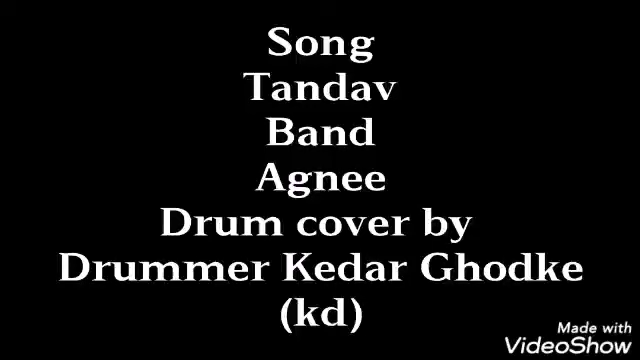 Song
Tandav
Band
Agnee
Drum cover by
Drummer Kedar Ghodke
(kd)
Made with
VideoShow